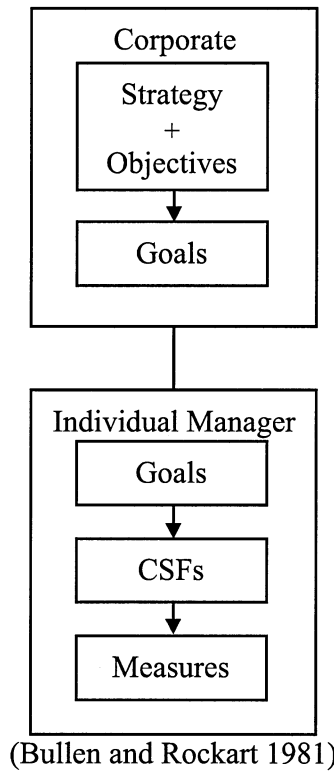 Corporate
Strategy
+
Objectives
Goals
Individual Manager
Goals
CSFs
Measures
(Bullen and Rockart 1981)